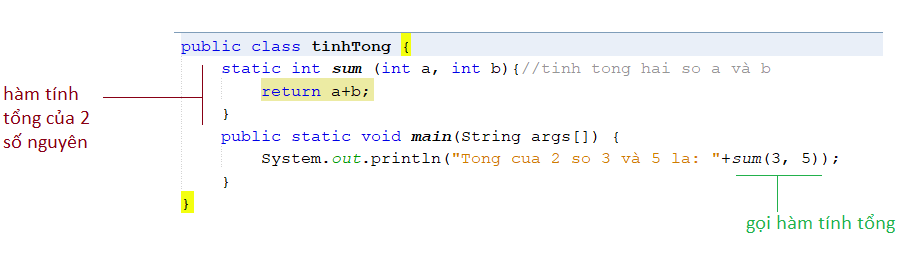 public class tinhTong {
static int sum (int a, int b){//tinh tong hai so a và b
return a+b;
}
public static void main(String args[]) {
System.out.println("Tong cua 2 so 3 và 5 la: "+sum(3, 5));
}
}
hàm tính
tổng của 2
số nguyên
gọi hàm tính tổng